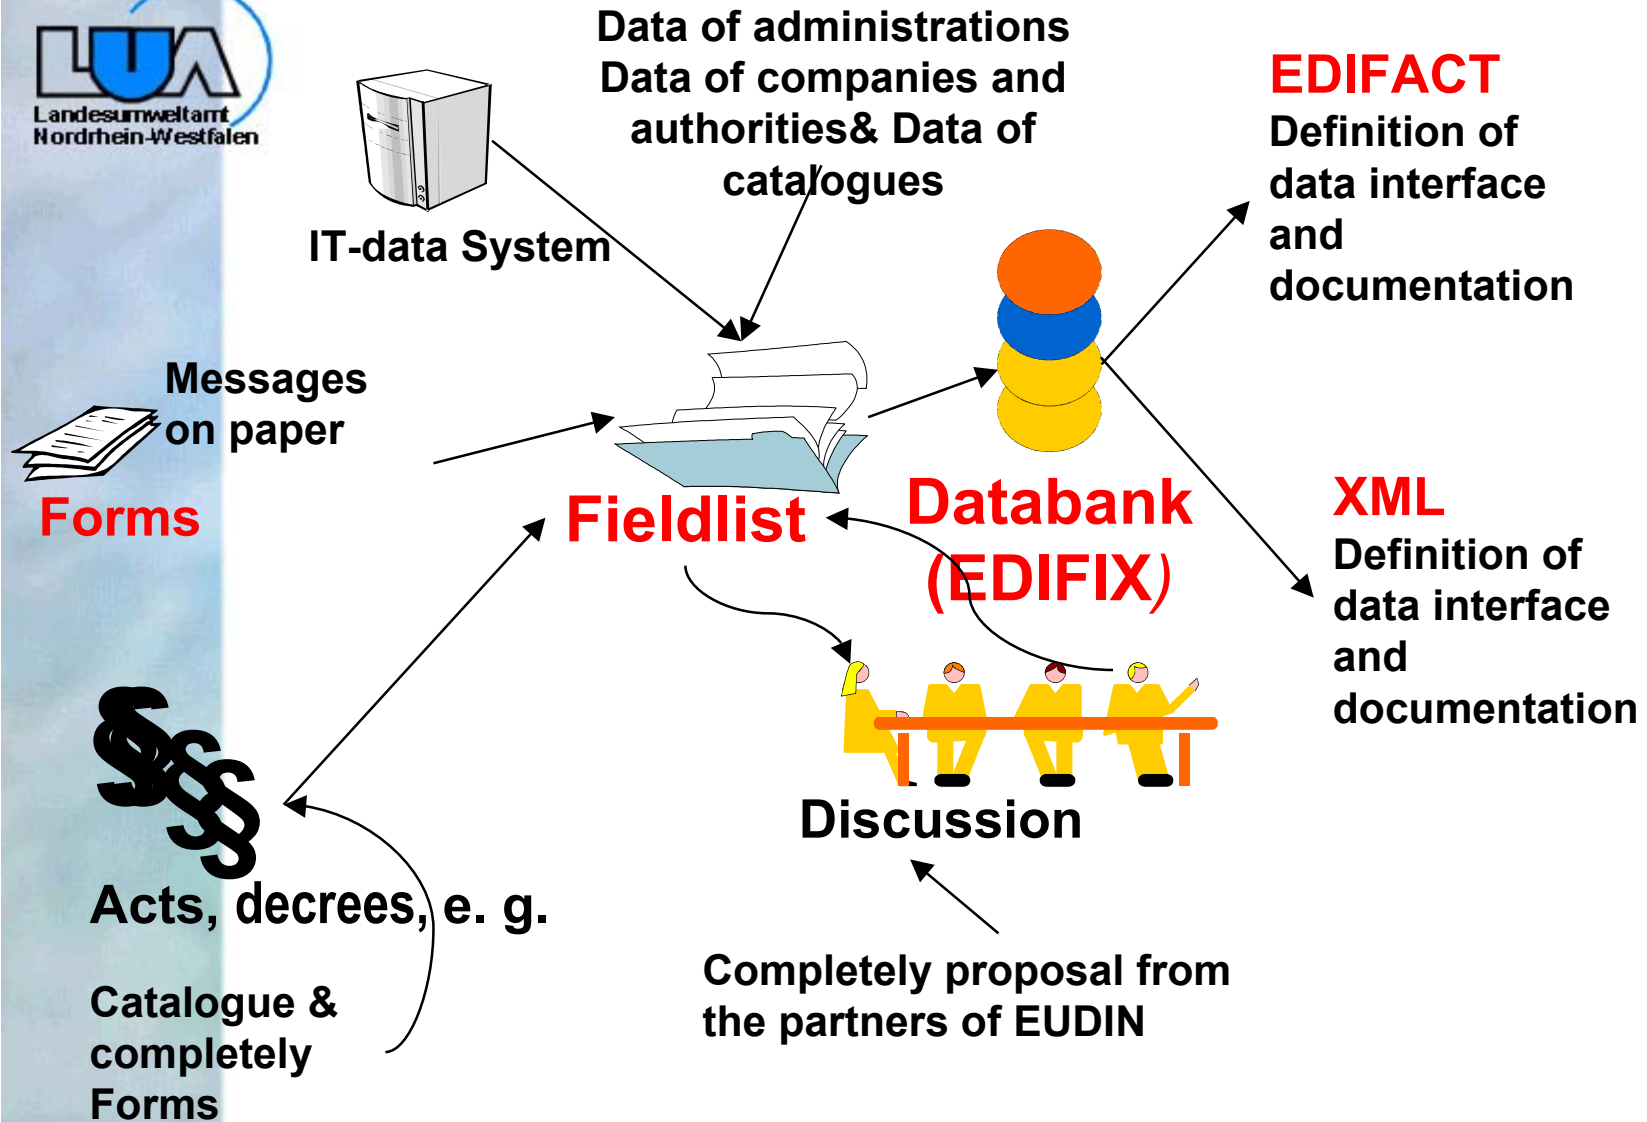 LUA
Landesumweltamt
Nordrhein-Westfalen
Data of administrations
Data of companies and
authorities& Data of
catalogues
EDIFACT
Definition of
data interface
and
documentation
IT-data System
Messages
on paper
Forms
Fieldlist
Databank
(EDIFIX)
XML
Definition of
data interface
and
documentation
§§§§§
Discussion
Acts, decrees, e. g.
Catalogue &
completely
Forms
Completely proposal from
the partners of EUDIN